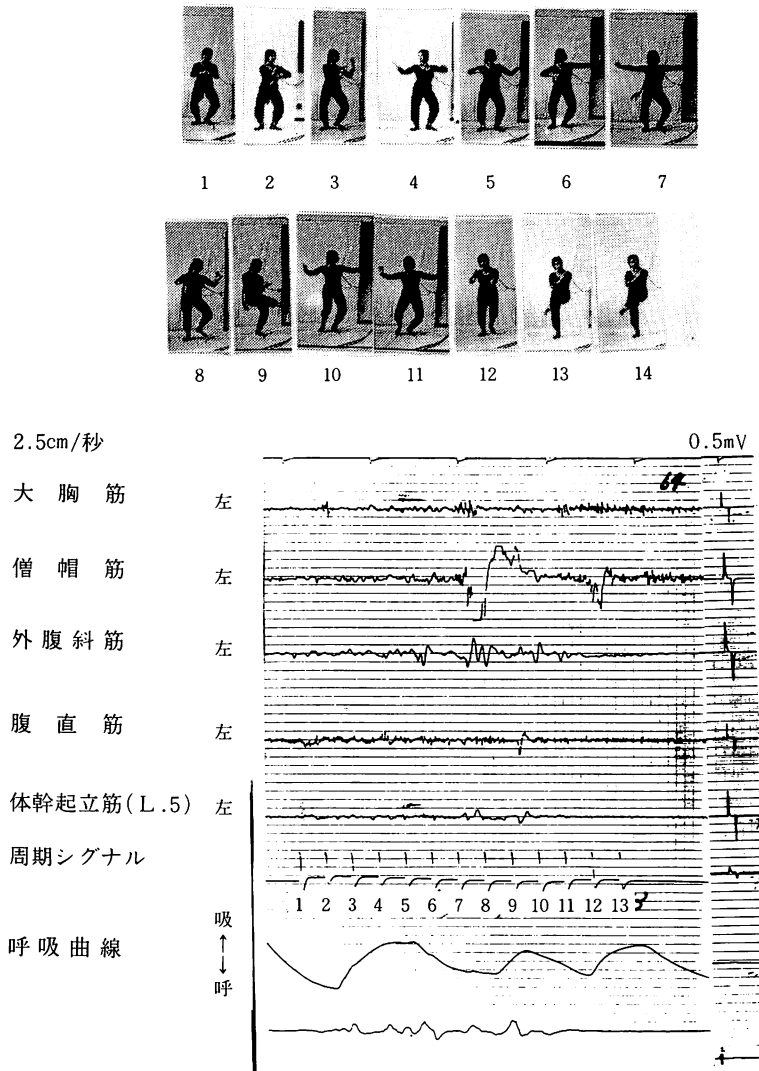 1 2 3 4 5 6 7
8 9 10 11 12 13 14
2.5cm/秒 0.5mV
64
大胸筋 左
僧帽筋 左
外腹斜筋 左
腹直筋 左
体幹起立筋(L.5) 左
周期シグナル
1 2 3 4 5 6 7 8 9 10 11 12 13 3
吸
呼吸曲線 ↑↓
呼